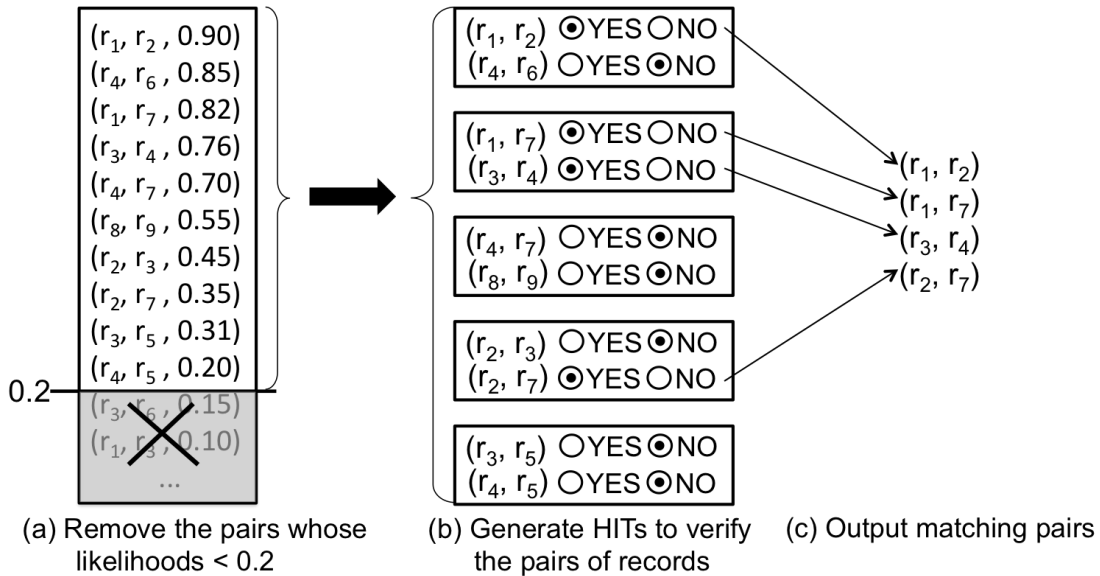 (r₁, r₂ , 0.90)
(r₄, r₆ , 0.85)
(r₁, r₇ , 0.82)
(r₃, r₄ , 0.76)
(r₄, r₇ , 0.70)
(r₈, r₉ , 0.55)
(r₂, r₃ , 0.45)
(r₂, r₇ , 0.35)
(r₃, r₅ , 0.31)
(r₄, r₅ , 0.20)
0.2
(r₃, r₆ , 0.15)
(r₁, r₃ , 0.10)
...
(a) Remove the pairs whose
likelihoods < 0.2
(r₁, r₂) YES NO
(r₄, r₆) YES NO
(r₁, r₇) YES NO
(r₃, r₄) YES NO
(r₄, r₇) YES NO
(r₈, r₉) YES NO
(r₂, r₃) YES NO
(r₂, r₇) YES NO
(r₃, r₅) YES NO
(r₄, r₅) YES NO
(b) Generate HITs to verify
the pairs of records
(r₁, r₂)
(r₁, r₇)
(r₃, r₄)
(r₂, r₇)
(c) Output matching pairs